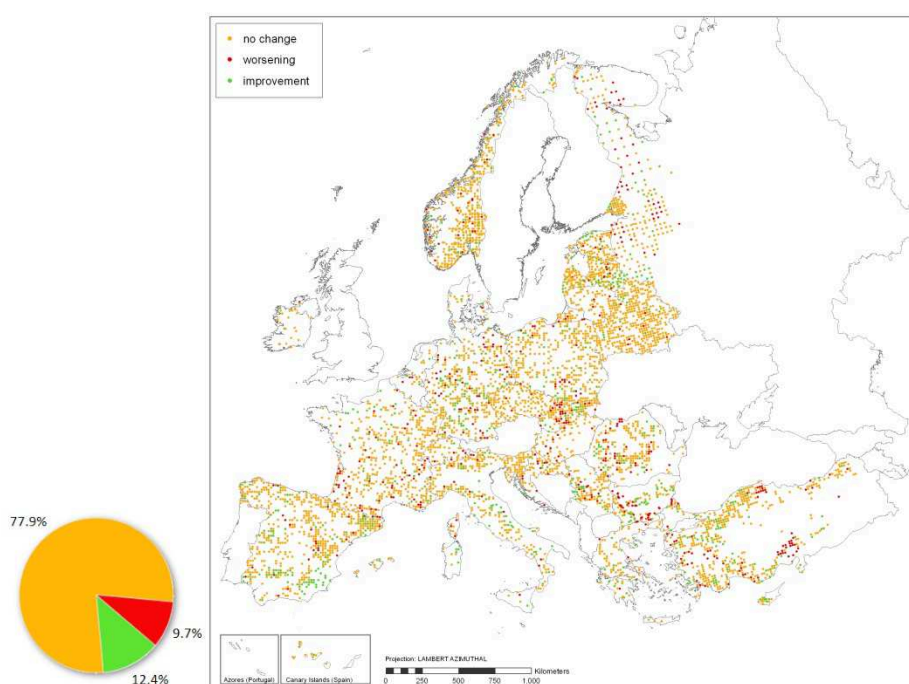 no change
worsening
improvement
77.9%
9.7%
12.4%
Azores (Portugal)
Canary Islands (Spain)
Projection: LAMBERT AZIMUTHAL
Kilometers
0 250 500 750 1.000